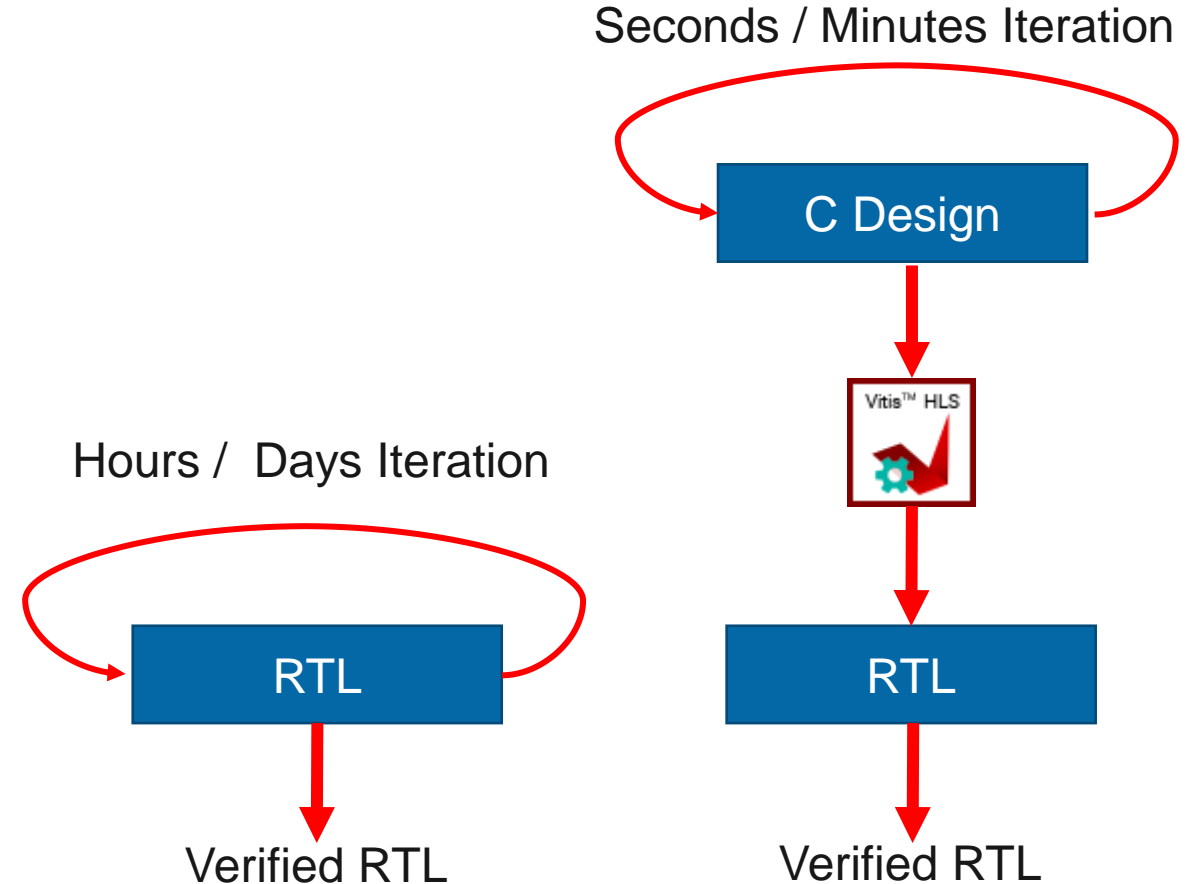 Seconds / Minutes Iteration
C Design
Vitis™ HLS
Hours /  Days Iteration
RTL
RTL
Verified RTL
Verified RTL